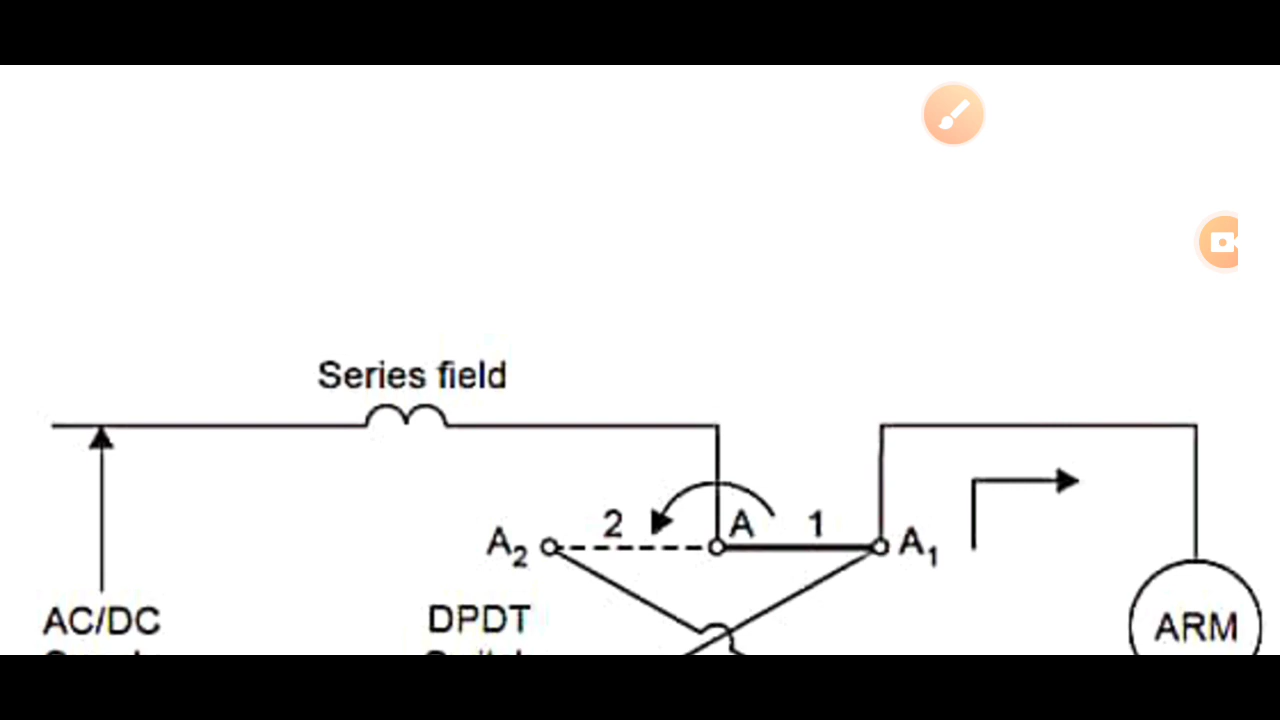 Series field
2 A 1
A₂ A₁
AC/DC DPDT
ARM